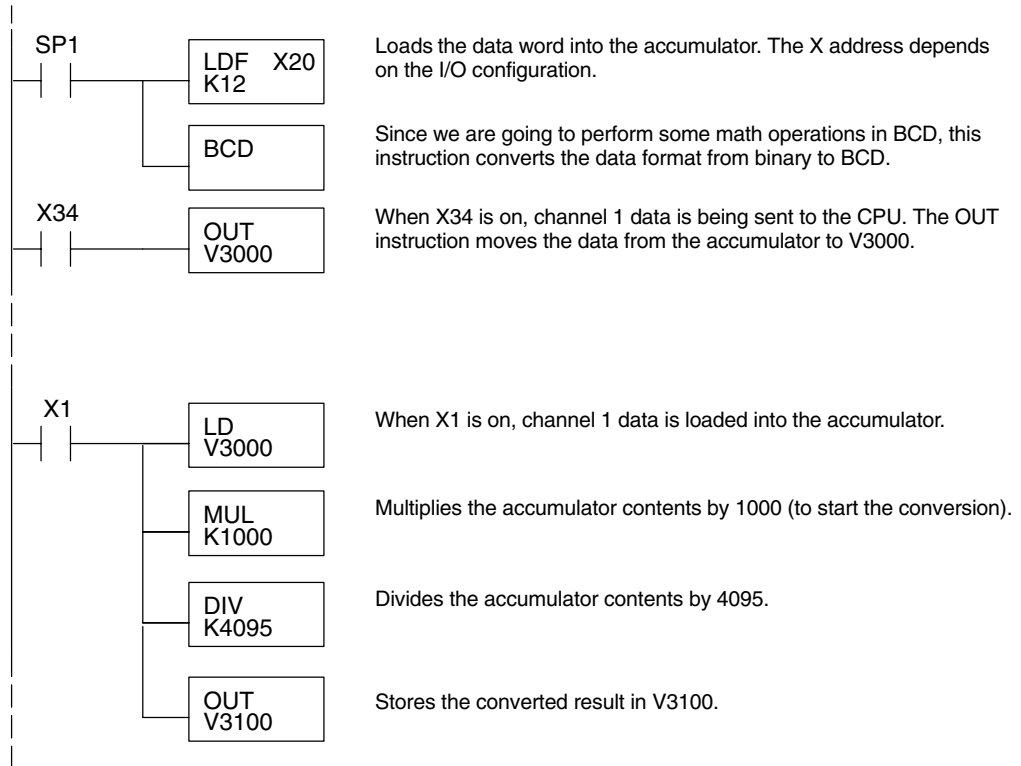 SP1
LDF X20
K12
Loads the data word into the accumulator. The X address depends
on the I/O configuration.
BCD
Since we are going to perform some math operations in BCD, this
instruction converts the data format from binary to BCD.
X34
OUT
V3000
When X34 is on, channel 1 data is being sent to the CPU. The OUT
instruction moves the data from the accumulator to V3000.
X1
LD
V3000
When X1 is on, channel 1 data is loaded into the accumulator.
MUL
K1000
Multiplies the accumulator contents by 1000 (to start the conversion).
DIV
K4095
Divides the accumulator contents by 4095.
OUT
V3100
Stores the converted result in V3100.